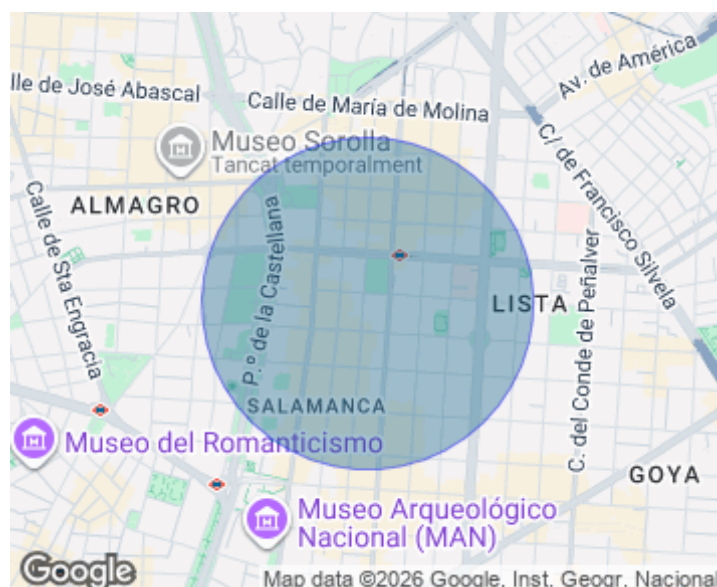 Av. de América
lle de José Abascal
Calle de María de Molina
Museo Sorolla
Tancat temporalment
C/ de Francisco Silvela
ALMAGRO
Calle de Sta Engracia
P.º de la Castellana
C. del Conde de Peñalver
LISTA
SALAMANCA
Museo del Romanticismo
GOYA
Museo Arqueológico
Nacional (MAN)
Google
Map data ©2026 Google, Inst. Geogr. Nacional